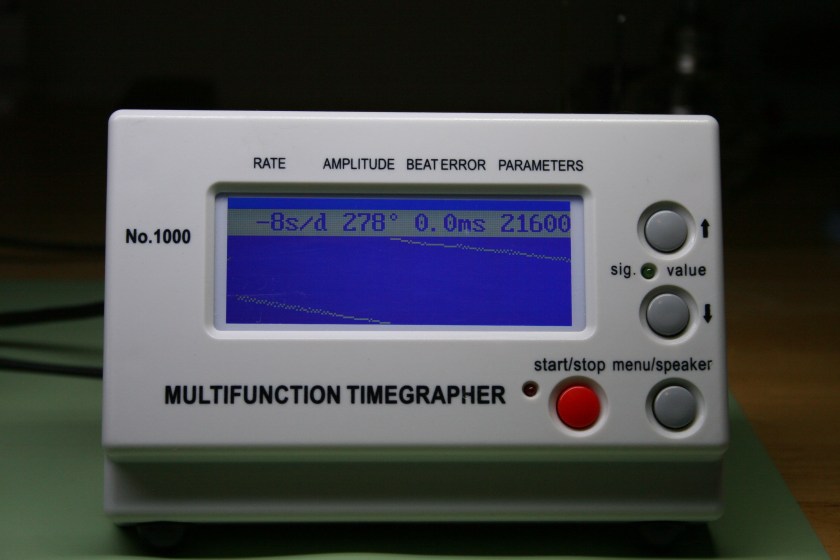 RATE AMPLITUDE BEAT ERROR PARAMETERS
-8s/d 278° 0.0ms 21600
No.1000
sig. value
start/stop menu/speaker
MULTIFUNCTION TIMEGRAPHER